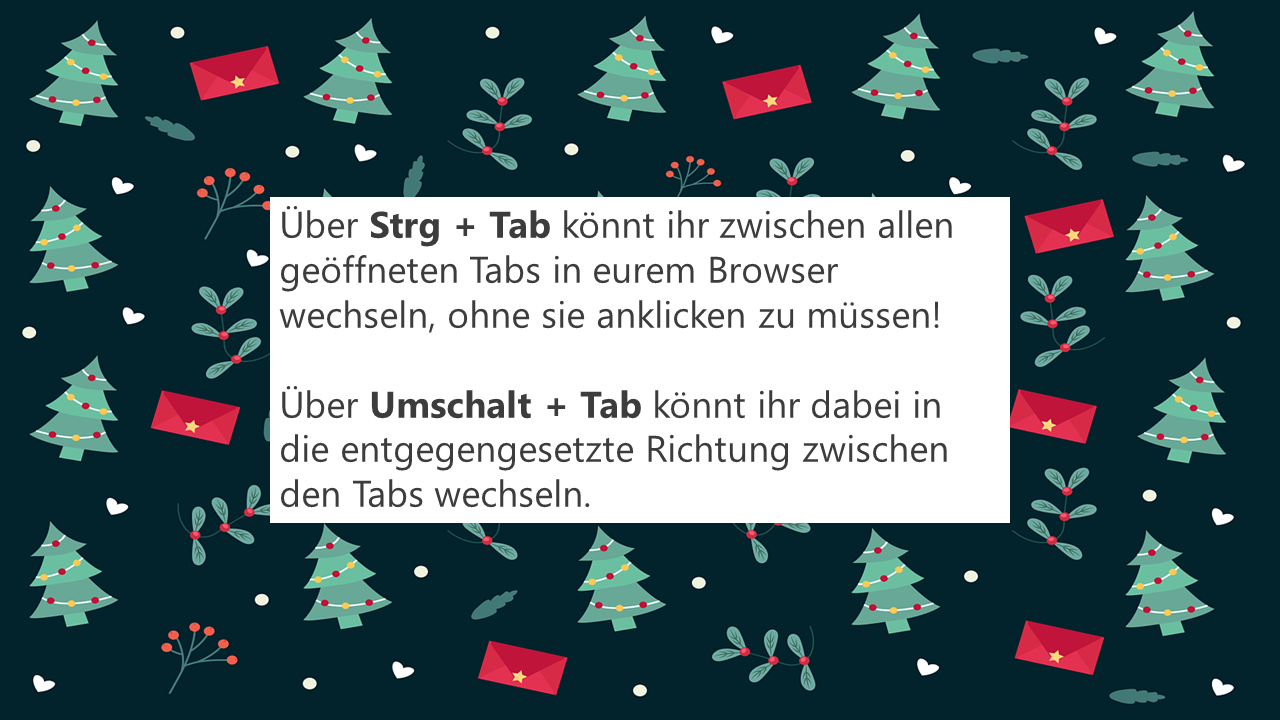 Über Strg + Tab könnt ihr zwischen allen
geöffneten Tabs in eurem Browser
wechseln, ohne sie anklicken zu müssen!
Über Umschalt + Tab könnt ihr dabei in
die entgegengesetzte Richtung zwischen
den Tabs wechseln.